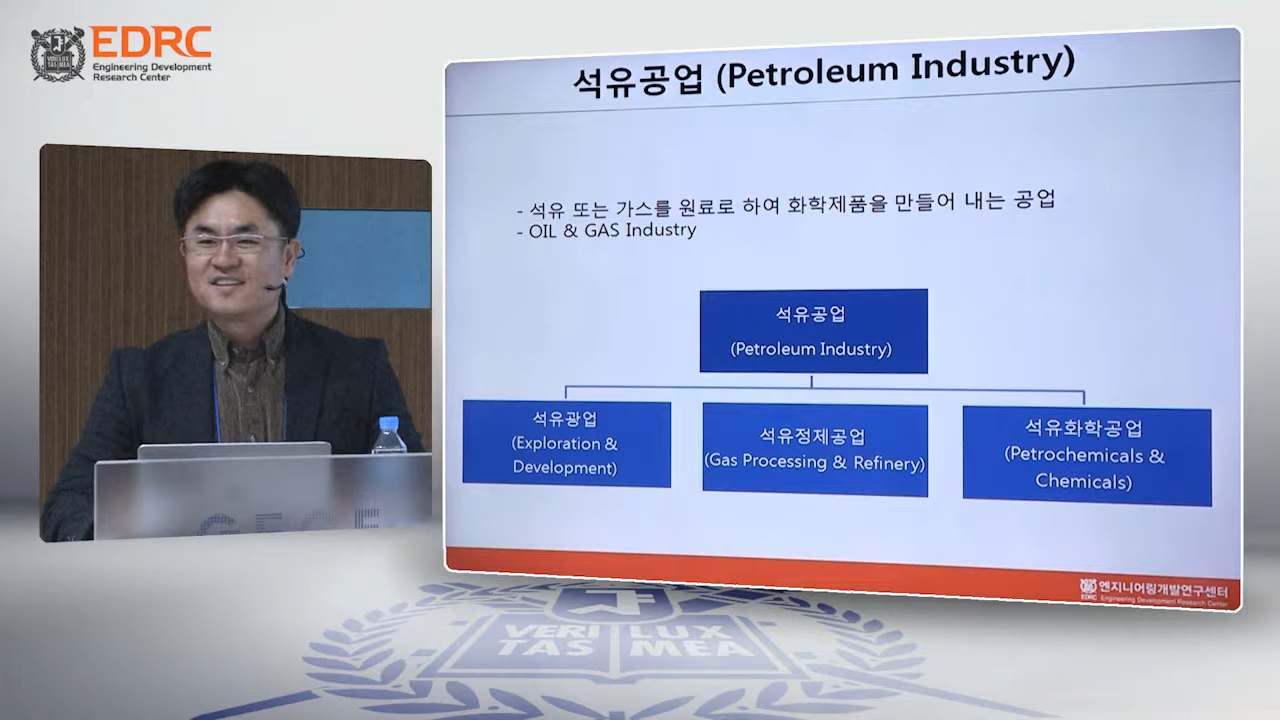 EDRC
Engineering Development
Research Center
VERI LUX
TAS MEA
석유공업 (Petroleum Industry)
- 석유 또는 가스를 원료로 하여 화학제품을 만들어 내는 공업
- OIL & GAS Industry
석유공업
(Petroleum Industry)
석유광업
(Exploration &
Development)
석유정제공업
(Gas Processing & Refinery)
석유화학공업
(Petrochemicals &
Chemicals)
EDRC
엔지니어링개발연구센터
Engineering Development Research Center
VERI LUX
TAS MEA